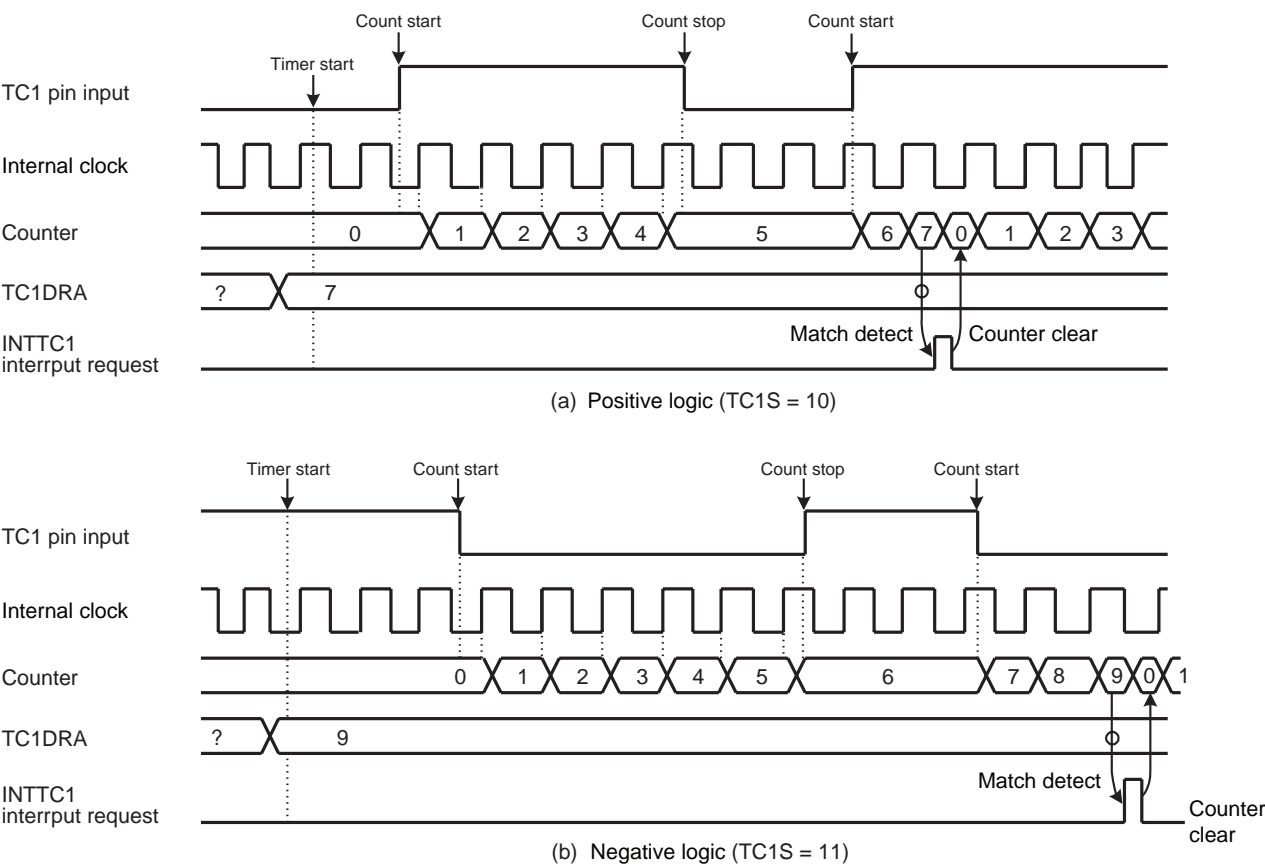 Count start
Count stop
Count start
Timer start
TC1 pin input
Internal clock
Counter
0 1 2 3 4 5 6 7 0 1 2 3
TC1DRA
? 7
Match detect
Counter clear
INTTC1
interrput request
(a) Positive logic (TC1S = 10)
Timer start
Count start
Count stop
Count start
TC1 pin input
Internal clock
Counter
0 1 2 3 4 5 6 7 8 9 0 1
TC1DRA
? 9
Match detect
INTTC1
interrput request
Counter
clear
(b) Negative logic (TC1S = 11)